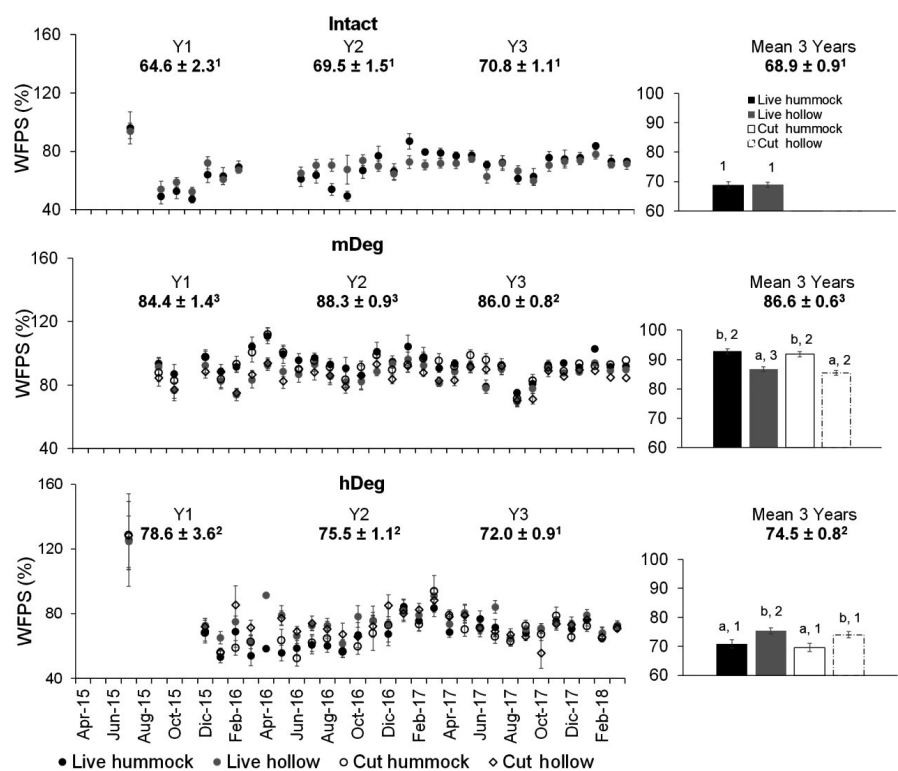 Intact
160
120
80
40
WFPS (%)
Y1
64.6 ± 2.3¹
Y2
69.5 ± 1.5¹
Y3
70.8 ± 1.1¹
Mean 3 Years
68.9 ± 0.9¹
100
90
80
70
60
Live hummock
Live hollow
Cut hummock
Cut hollow
1 1
mDeg
160
120
80
40
WFPS (%)
Y1
84.4 ± 1.4³
Y2
88.3 ± 0.9³
Y3
86.0 ± 0.8²
Mean 3 Years
86.6 ± 0.6³
100
90
80
70
60
b, 2 a, 3 b, 2 a, 2
hDeg
160
120
80
40
WFPS (%)
Y1
78.6 ± 3.6²
Y2
75.5 ± 1.1²
Y3
72.0 ± 0.9¹
Mean 3 Years
74.5 ± 0.8²
100
90
80
70
60
a, 1 b, 2 a, 1 b, 1
Apr-15
Jun-15
Aug-15
Oct-15
Dic-15
Feb-16
Apr-16
Jun-16
Aug-16
Oct-16
Dic-16
Feb-17
Apr-17
Jun-17
Aug-17
Oct-17
Dic-17
Feb-18
Live hummock Live hollow Cut hummock Cut hollow